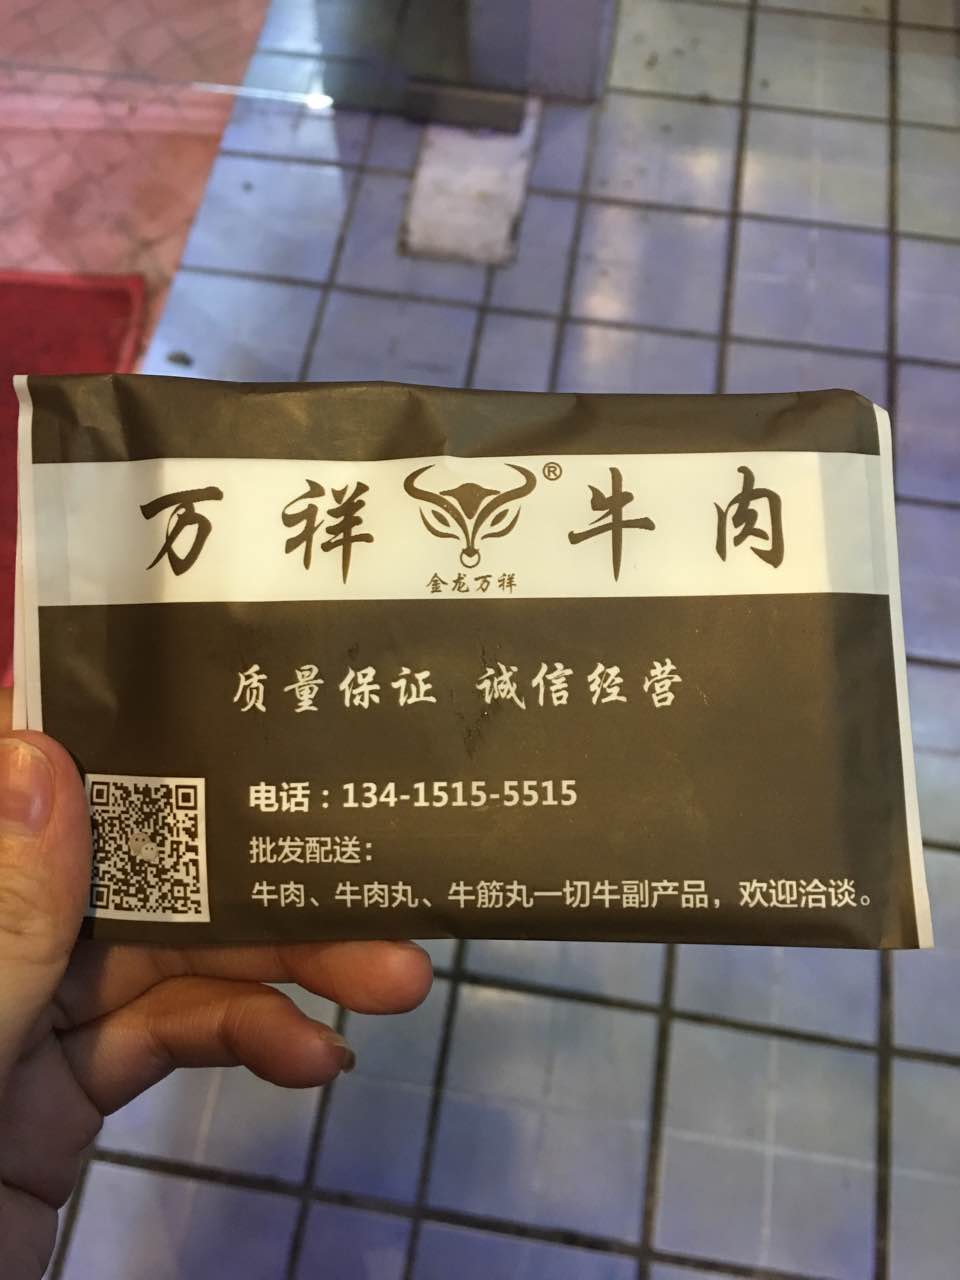 万祥®牛肉
金龙万祥
质量保证 诚信经营
电话：134-1515-5515
批发配送：
牛肉、牛肉丸、牛筋丸一切牛副产品，欢迎洽谈。